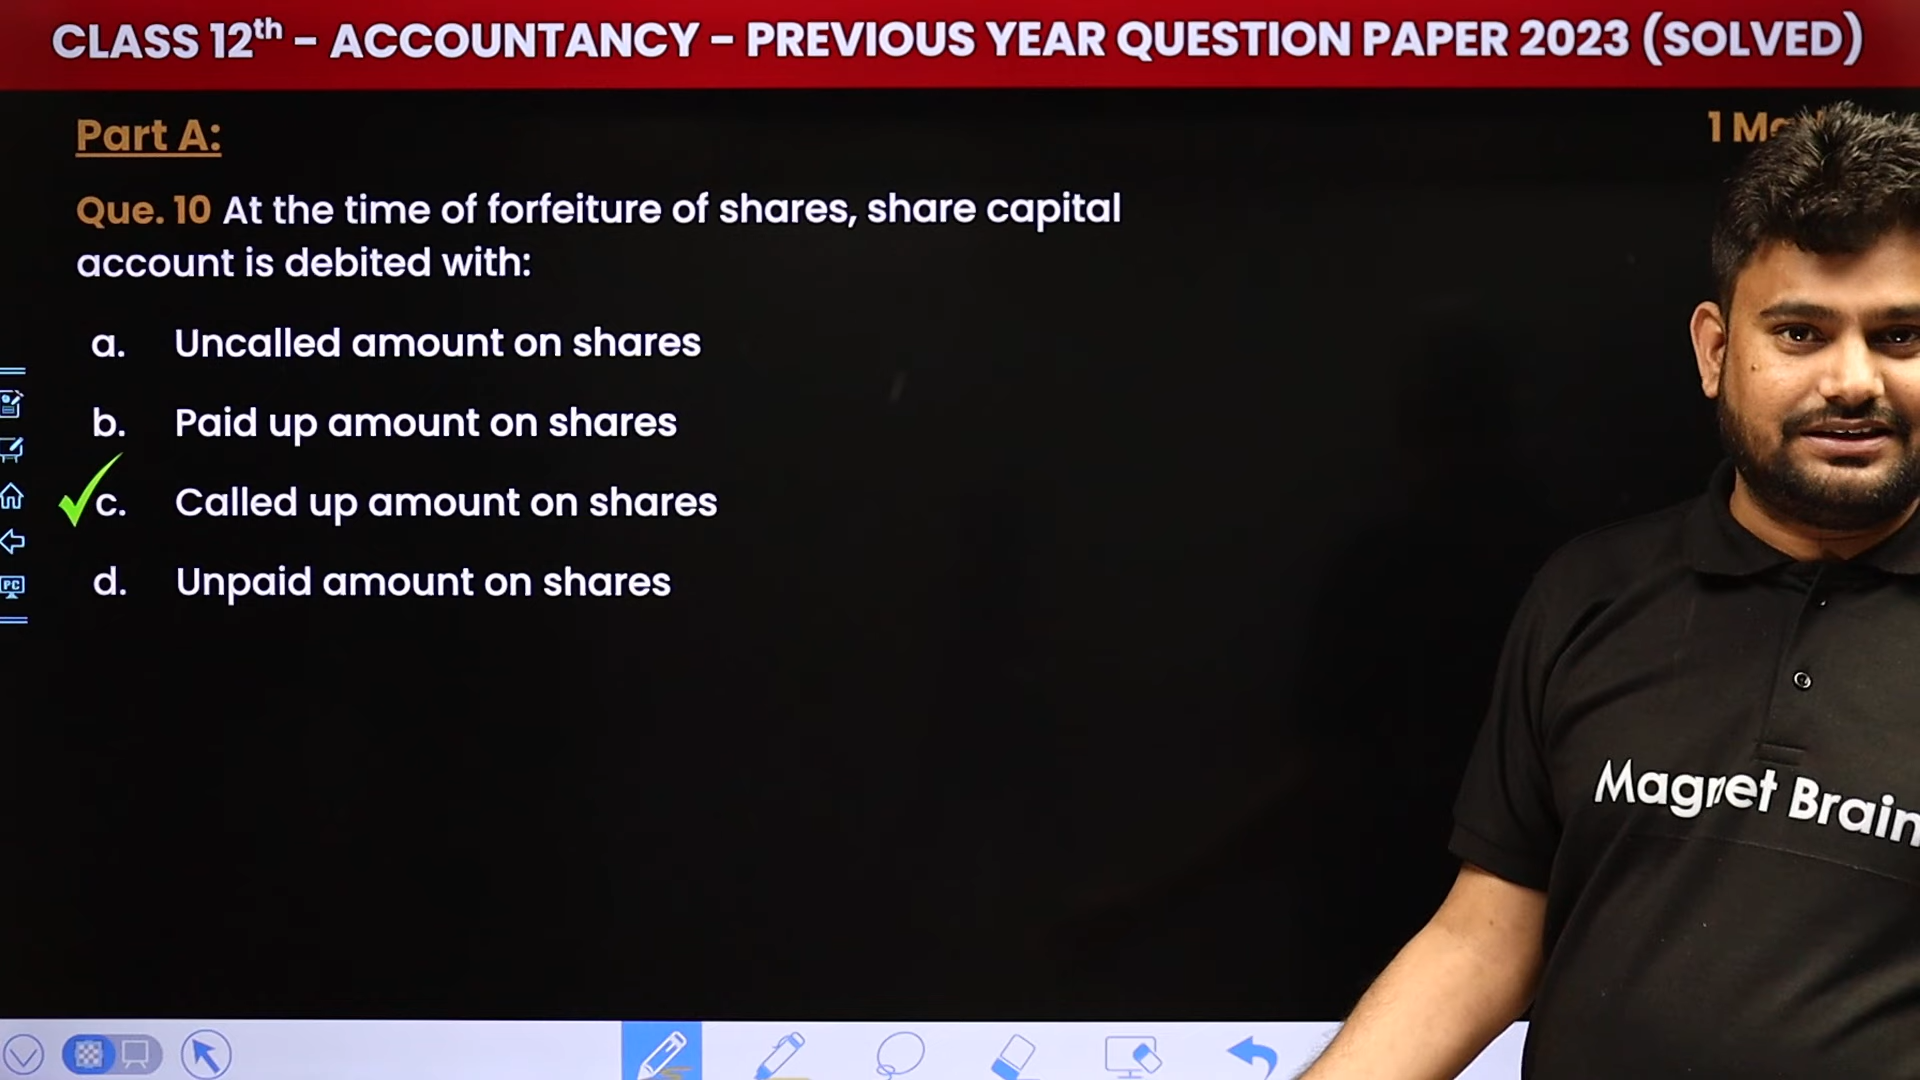 CLASS 12th - ACCOUNTANCY - PREVIOUS YEAR QUESTION PAPER 2023 (SOLVED)
Part A:
Que. 10 At the time of forfeiture of shares, share capital
account is debited with:
a. Uncalled amount on shares
b. Paid up amount on shares
c. Called up amount on shares
d. Unpaid amount on shares
1
PC
Magnet Brain